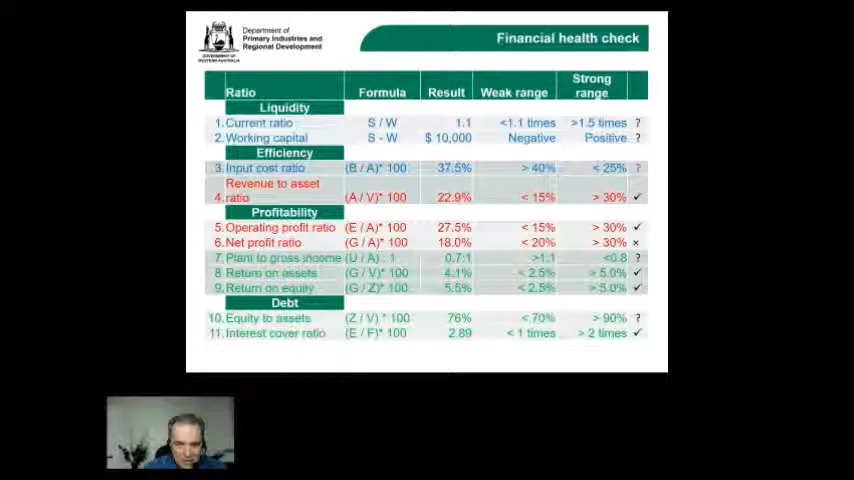 Department of
Primary Industries and
Regional Development
GOVERNMENT OF
WESTERN AUSTRALIA
Financial health check
Ratio Formula Result Weak range Strong range
Liquidity
1. Current ratio S / W 1.1 <1.1 times >1.5 times ?
2. Working capital S - W $ 10,000 Negative Positive ?
Efficiency
3. Input cost ratio (B / A)* 100 37.5% > 40% < 25% ?
4. Revenue to asset ratio (A / V)* 100 22.9% < 15% > 30% ✓
Profitability
5. Operating profit ratio (E / A)* 100 27.5% < 15% > 30% ✓
6. Net profit ratio (G / A)* 100 18.0% < 20% > 30% ×
7. Plant to gross income (U / A) : 1 0.7:1 >1.1 <0.8 ?
8 Return on assets (G / V)* 100 4.1% < 2.5% > 5.0% ✓
9. Return on equity (G / Z)* 100 5.5% < 2.5% > 5.0% ✓
Debt
10. Equity to assets (Z / V) * 100 76% < 70% > 90% ?
11. Interest cover ratio (E / F)* 100 2.89 < 1 times > 2 times ✓